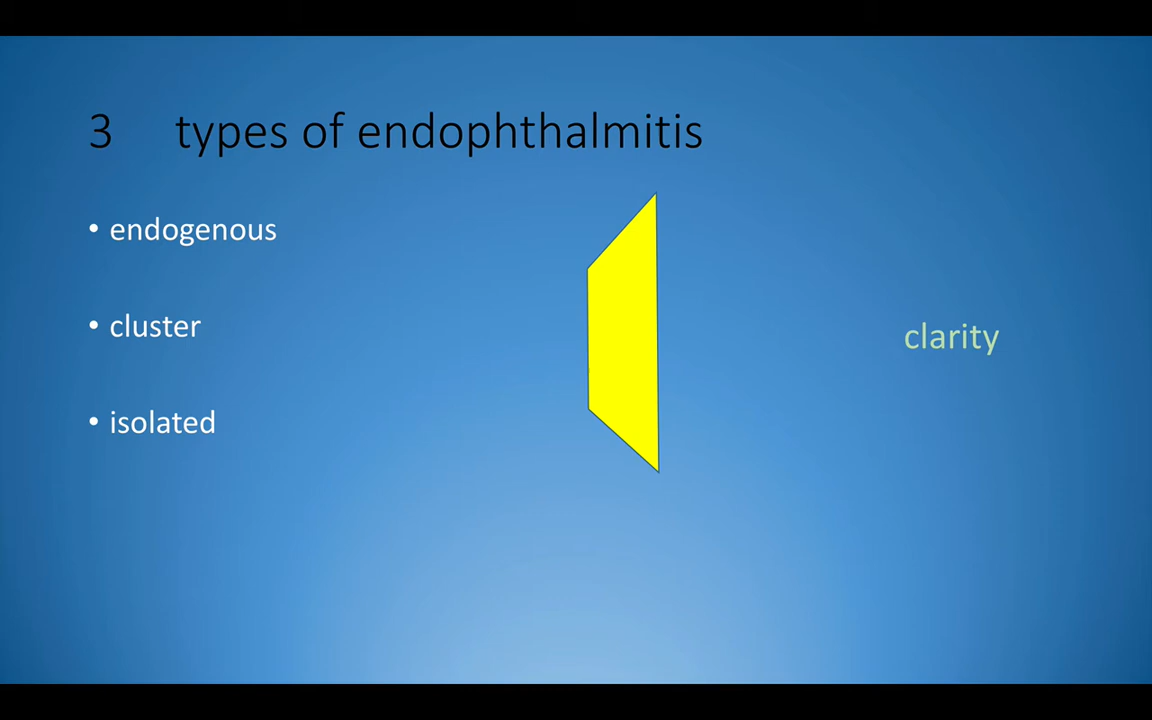 3 types of endophthalmitis
• endogenous
• cluster
• isolated
clarity